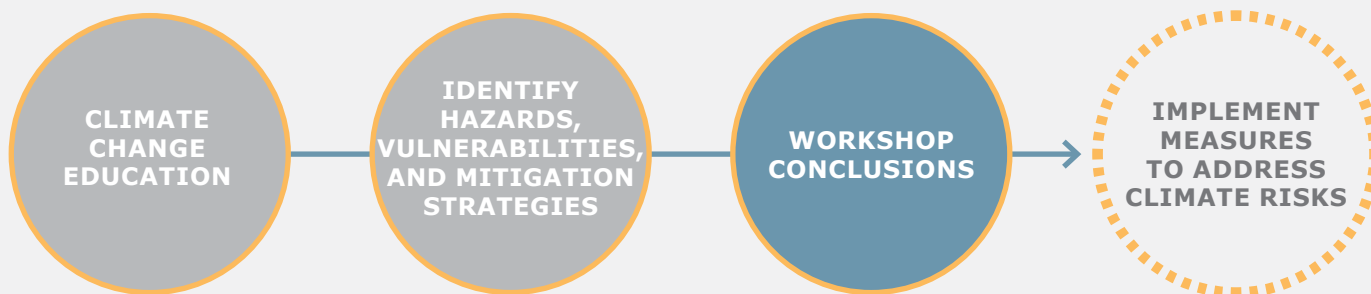 CLIMATE
CHANGE
EDUCATION
IDENTIFY
HAZARDS,
VULNERABILITIES,
AND MITIGATION
STRATEGIES
WORKSHOP
CONCLUSIONS
IMPLEMENT
MEASURES
TO ADDRESS
CLIMATE RISKS